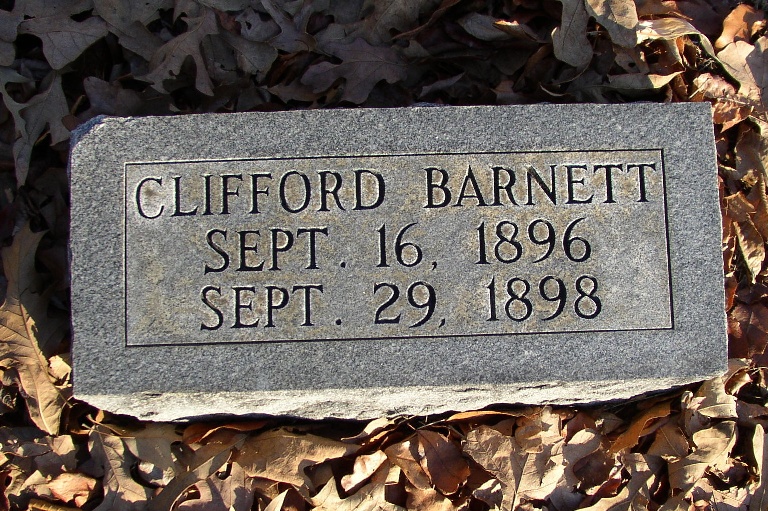 CLIFFORD BARNETT
SEPT. 16, 1896
SEPT. 29, 1898